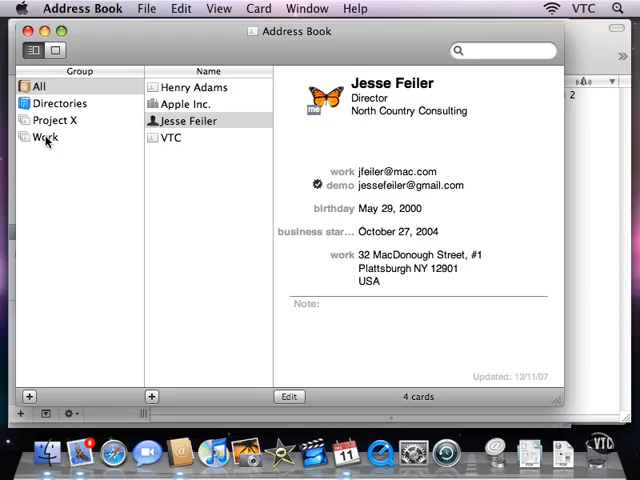 Address Book File Edit View Card Window Help VTC
Address Book
Group Name
All
Directories
Project X
Work
Henry Adams
Apple Inc.
Jesse Feiler
VTC
me
Jesse Feiler
Director
North Country Consulting
work jfeiler@mac.com
demo jessefeiler@gmail.com
birthday May 29, 2000
business star... October 27, 2004
work 32 MacDonough Street, #1
Plattsburgh NY 12901
USA
Note:
Updated: 12/11/07
Edit 4 cards
2
11
VTC